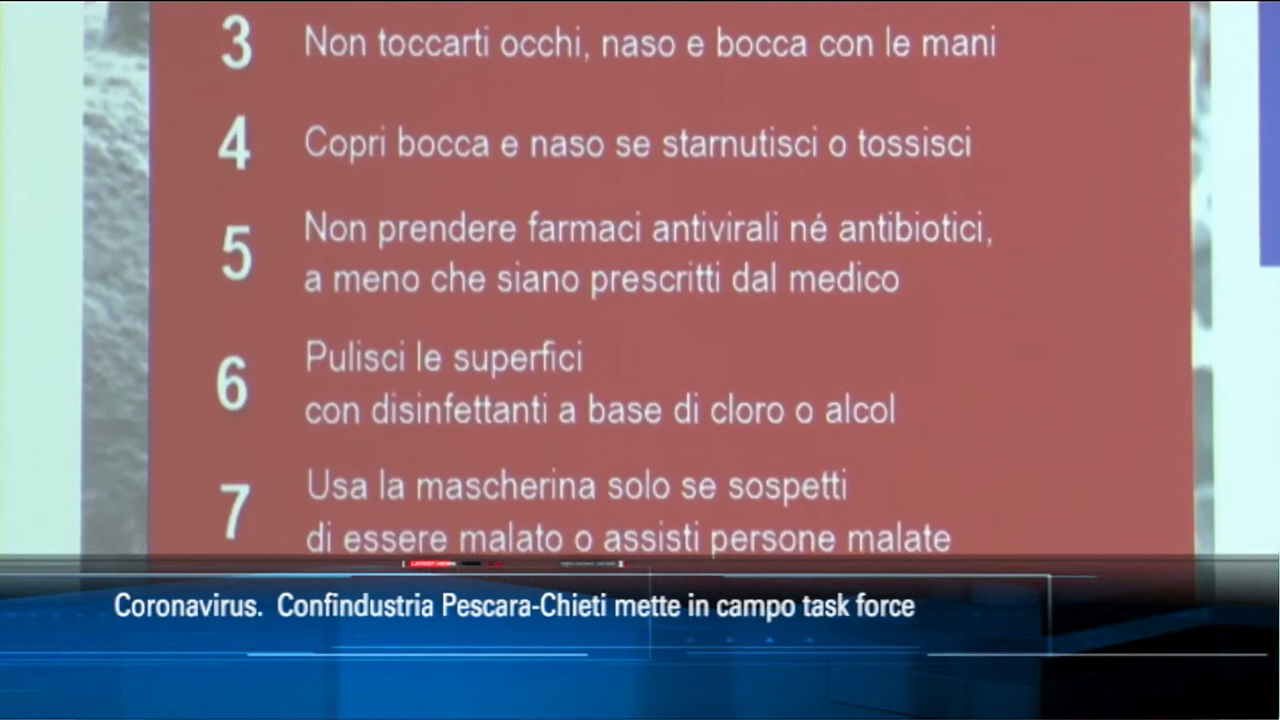 3 Non toccarti occhi, naso e bocca con le mani
4 Copri bocca e naso se starnutisci o tossisci
5 Non prendere farmaci antivirali né antibiotici,
a meno che siano prescritti dal medico
6 Pulisci le superfici
con disinfettanti a base di cloro o alcol
7 Usa la mascherina solo se sospetti
di essere malato o assisti persone malate
LATEST NEWS
Coronavirus. Confindustria Pescara-Chieti mette in campo task force